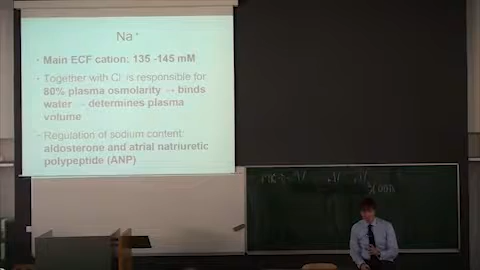 Na⁺
• Main ECF cation; 135 -145 mM
• Together with Cl⁻ is responsible for
80% plasma osmolarity → binds
water → determines plasma
volume
• Regulation of sodium content:
aldosterone and atrial natriuretic
polypeptide (ANP)